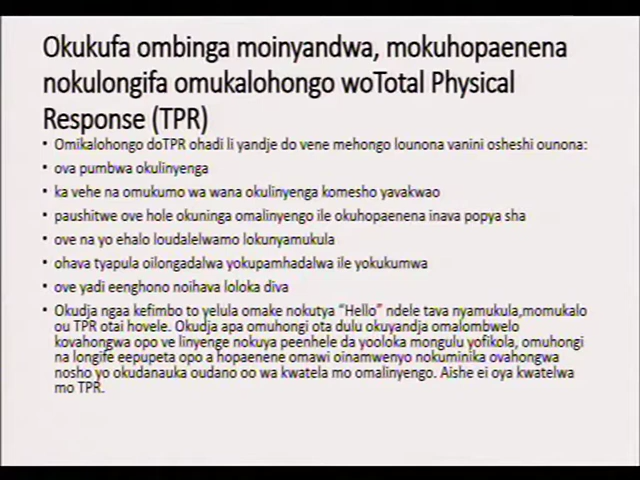 Okukufa ombinga moinyandwa, mokuhopaenena
nokulongifa omukalohongo woTotal Physical
Response (TPR)
• Omikalohongo doTPR ohadi li yandje do vene mehongo lounona vanini osheshi ounona:
• ova pumbwa okulinyenga
• ka vehe na omukumo wa wana okulinyenga komesho yavakwao
• paushitwe ove hole okuninga omalinyengo ile okuhopaenena inava popya sha
• ove na yo ehalo loudalelwamo lokunyamukula
• ohava tyapula oilongadalwa yokupamhadalwa ile yokukumwa
• ove yadi eenghono noihava loloka diva
• Okudja ngaa kefimbo to yelula omake nokutya “Hello” ndele tava nyamukula,momukalo
ou TPR otai hovele. Okudja apa omuhongi ota dulu okuyandja omalombwelo
kovahongwa opo ve linyenge nokuya peenhele da yooloka mongulu yofikola, omuhongi
na longife eepupeta opo a hopaenene omawi oinamwenyo nokuminika ovahongwa
nosho yo okudanauka oudano oo wa kwatela mo omalinyengo. Aishe ei oya kwatelwa
mo TPR.